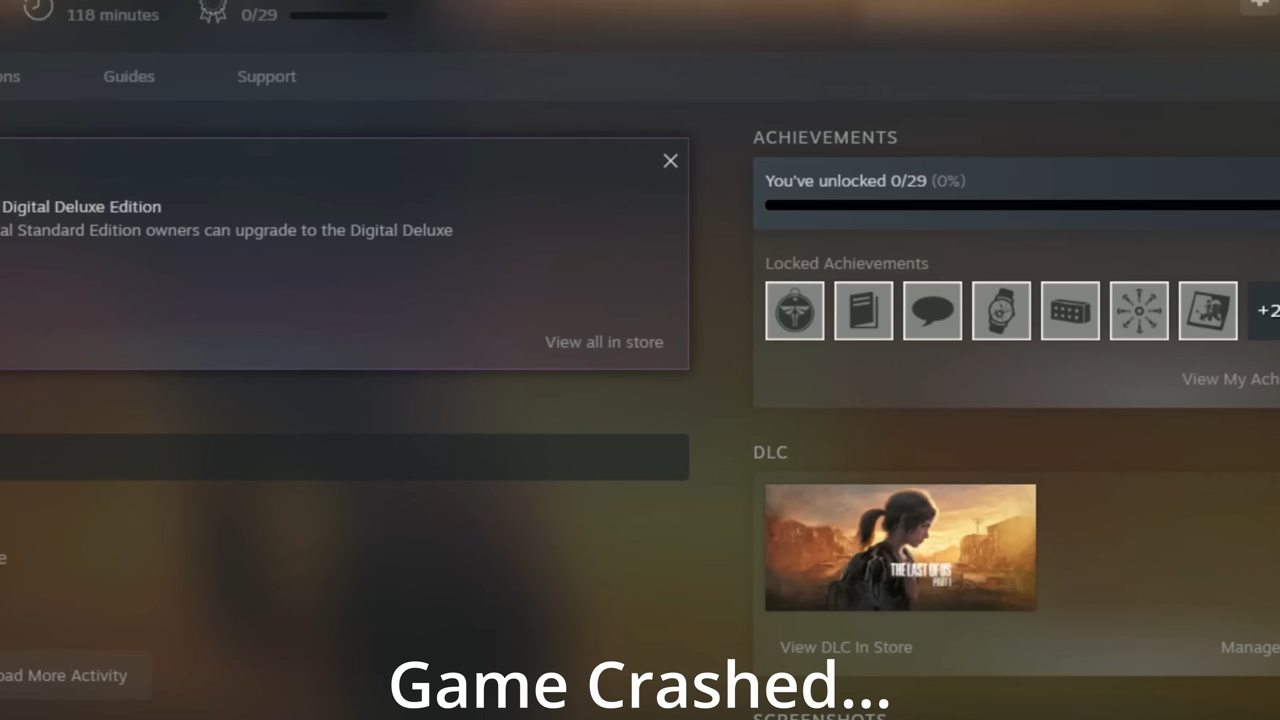 118 minutes
0/29
ons
Guides
Support
ACHIEVEMENTS
You've unlocked 0/29 (0%)
Digital Deluxe Edition
al Standard Edition owners can upgrade to the Digital Deluxe
Locked Achievements
+2
View all in store
View My Ach
DLC
THE LAST OF US
PART I
e
View DLC In Store
Manage
oad More Activity
Game Crashed...
SCREENSHOTS